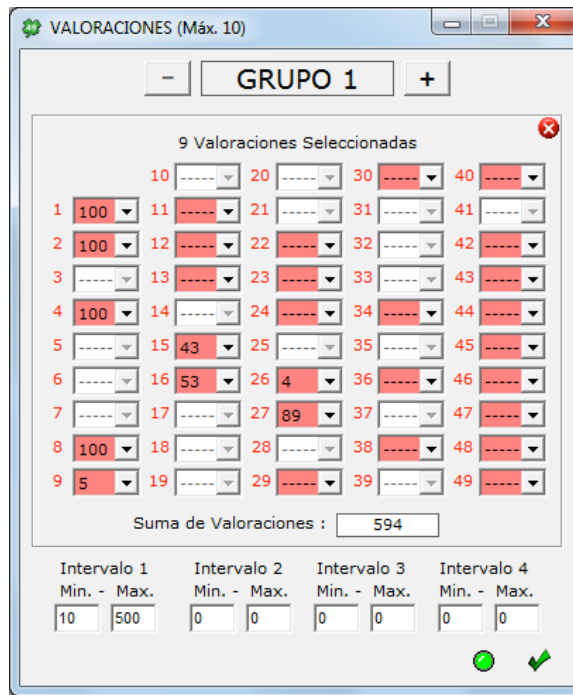 VALORACIONES (Máx. 10)
- GRUPO 1 +
9 Valoraciones Seleccionadas
10 ----- 20 ----- 30 ----- 40 -----
1 100 11 ----- 21 ----- 31 ----- 41 -----
2 100 12 ----- 22 ----- 32 ----- 42 -----
3 ----- 13 ----- 23 ----- 33 ----- 43 -----
4 100 14 ----- 24 ----- 34 ----- 44 -----
5 ----- 15 43 25 ----- 35 ----- 45 -----
6 ----- 16 53 26 4 36 ----- 46 -----
7 ----- 17 ----- 27 89 37 ----- 47 -----
8 100 18 ----- 28 ----- 38 ----- 48 -----
9 5 19 ----- 29 ----- 39 ----- 49 -----
Suma de Valoraciones : 594
Intervalo 1 Intervalo 2 Intervalo 3 Intervalo 4
Min. - Max. Min. - Max. Min. - Max. Min. - Max.
10 500 0 0 0 0 0 0